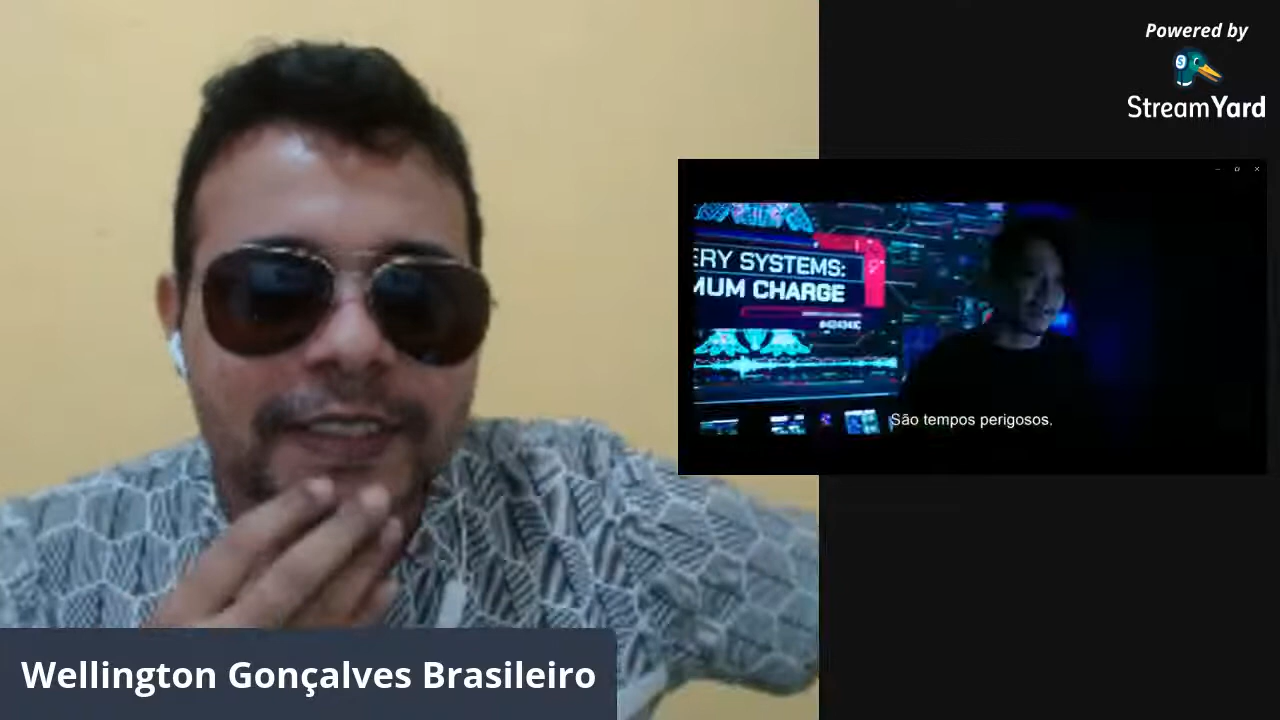 Powered by
StreamYard
ERY SYSTEMS:
MUM CHARGE
São tempos perigosos.
Wellington Gonçalves Brasileiro